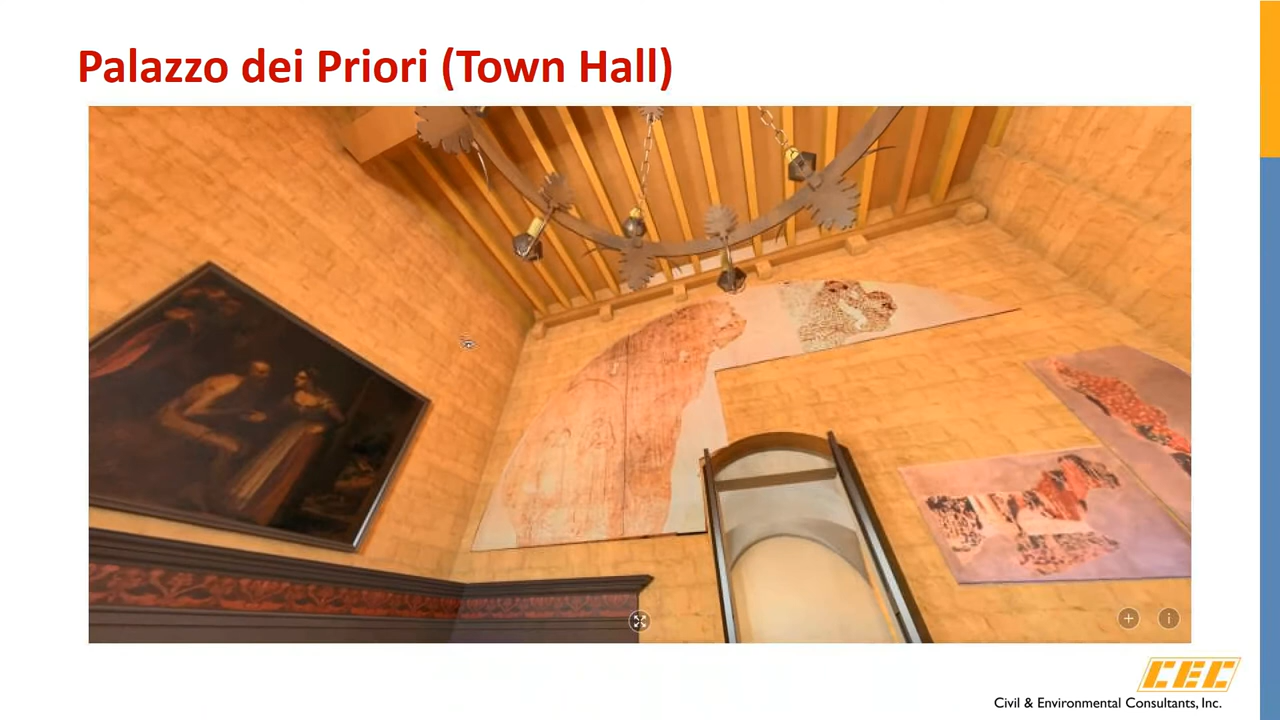 Palazzo dei Priori (Town Hall)
CEC
Civil & Environmental Consultants, Inc.